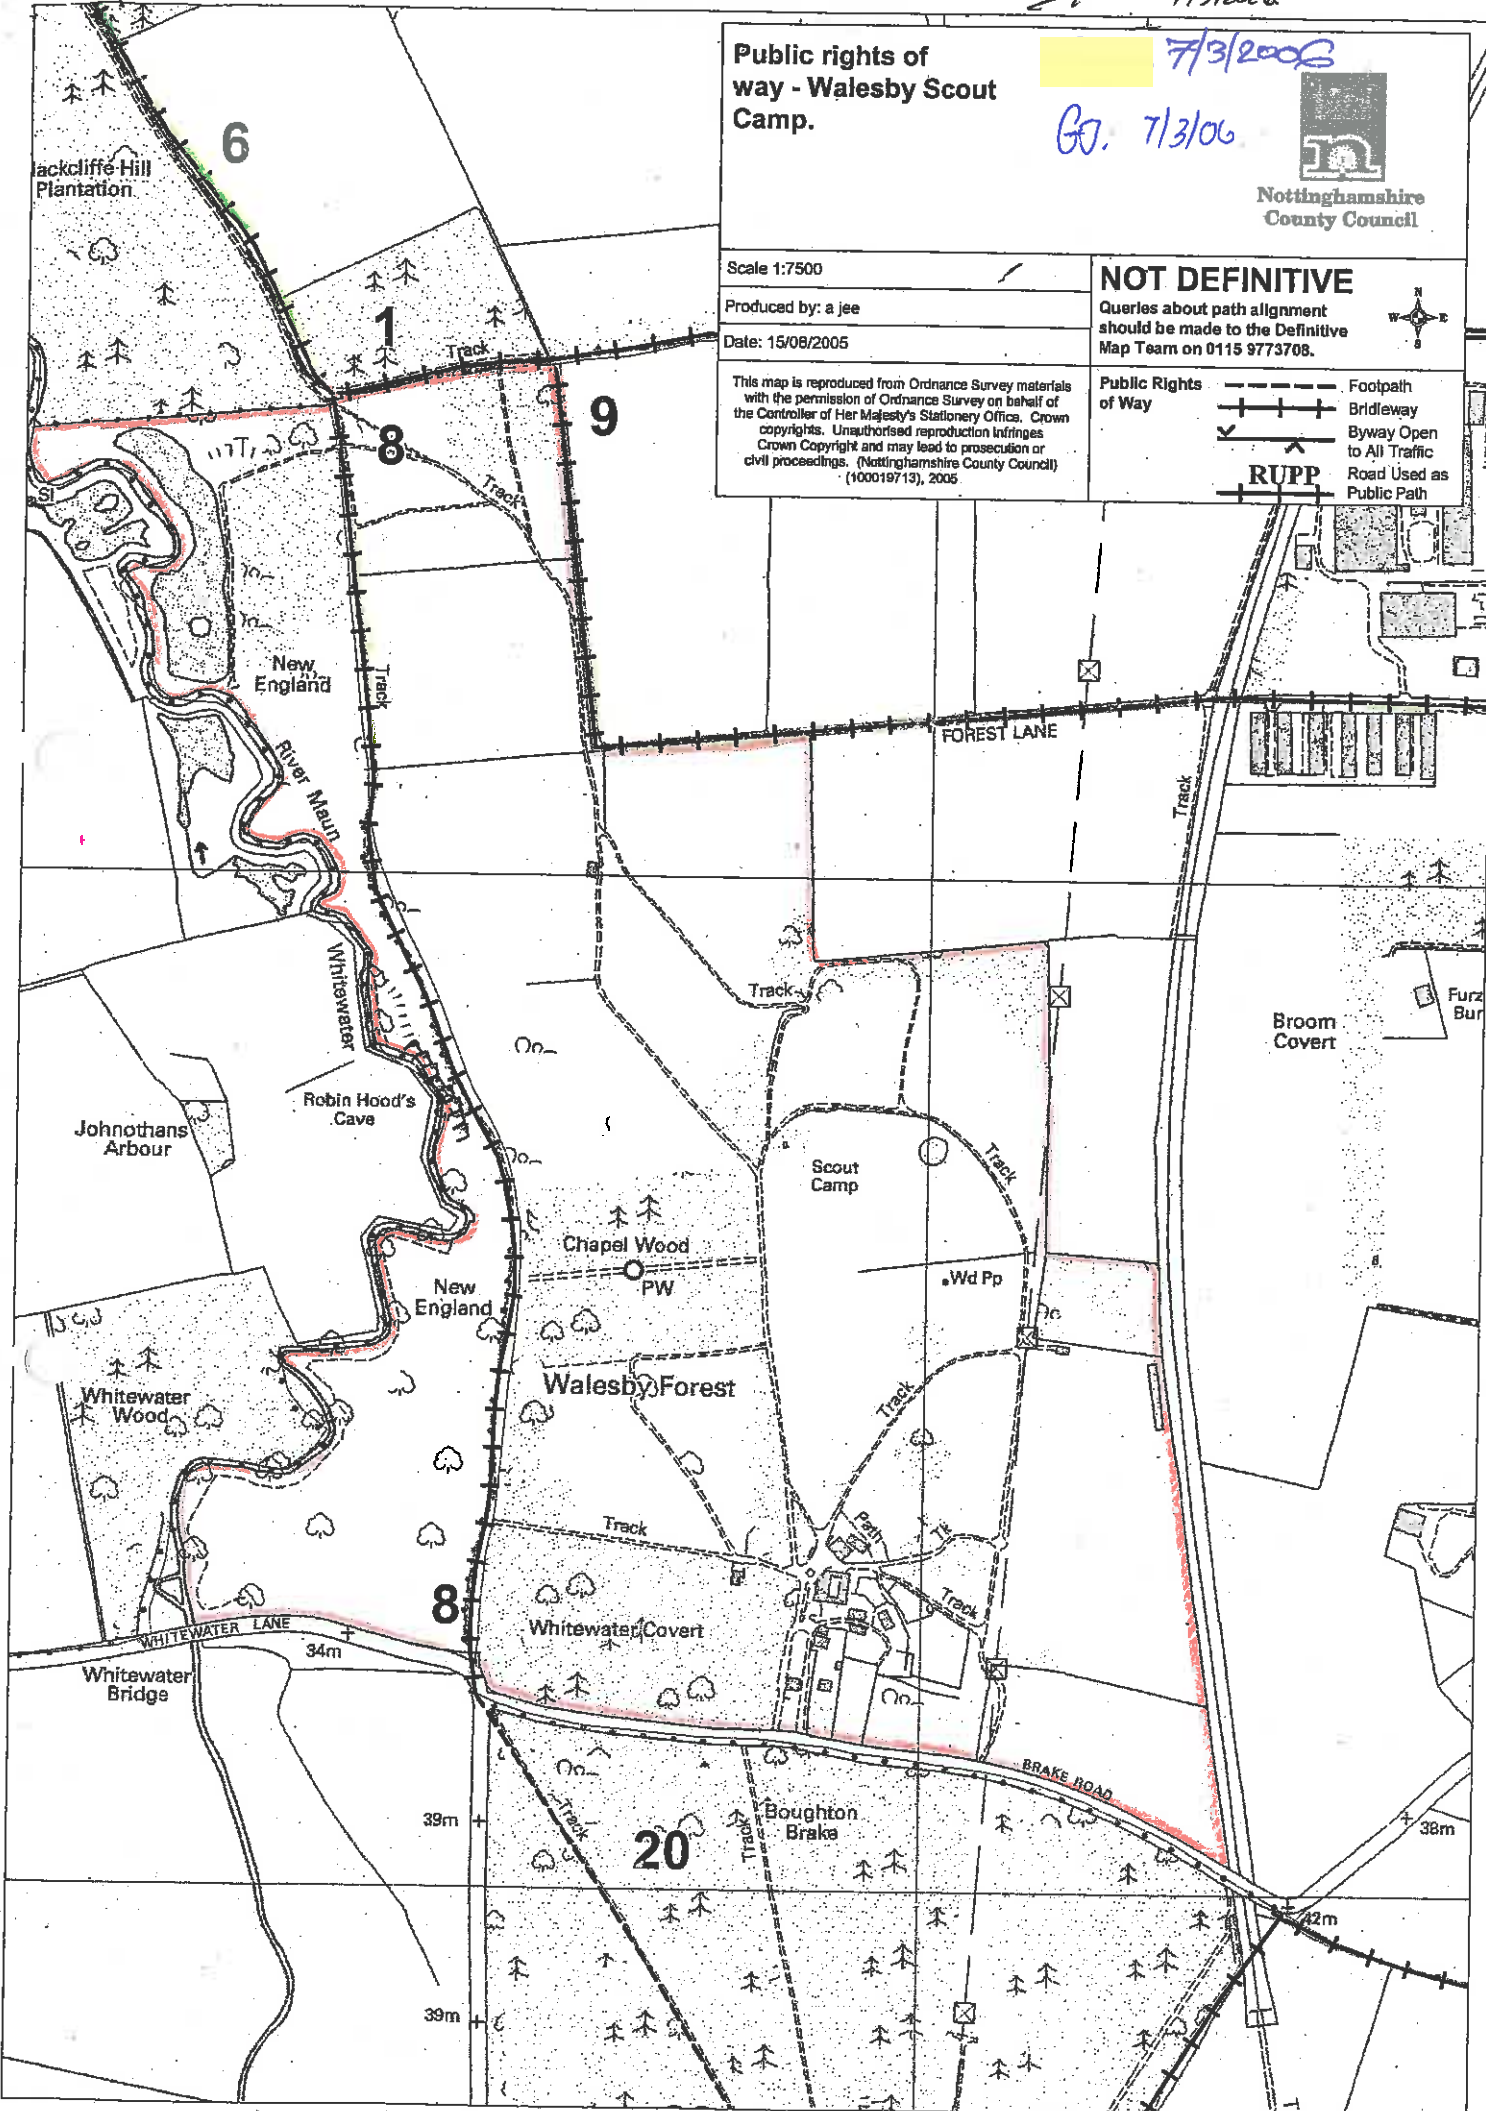 Public rights of
way - Walesby Scout
Camp.
7/3/2006
GJ. 7/3/06
Nottinghamshire
County Council
Scale 1:7500
Produced by: a jee
Date: 15/08/2005
This map is reproduced from Ordnance Survey materials
with the permission of Ordnance Survey on behalf of
the Controller of Her Majesty's Stationery Office. Crown
copyrights. Unauthorised reproduction infringes
Crown Copyright and may lead to prosecution or
civil proceedings. (Nottinghamshire County Council)
(100019713), 2005
NOT DEFINITIVE
Queries about path allignment
should be made to the Definitive
Map Team on 0115 9773708.
N
W
E
S
Public Rights
of Way
Footpath
Bridleway
Byway Open
to All Traffic
RUPP
Road Used as
Public Path
6
lackcliffe Hill
Plantation
1
Track
9
8
Track
SI
New
England
Track
River Maun
FOREST LANE
Track
Whitewater
Track
Furz
Bur
Broom
Covert
Robin Hood's
Cave
Johnothans
Arbour
Scout
Camp
Track
Chapel Wood
PW
Wd Pp
New
England
Whitewater
Wood
Walesby Forest
Track
Track
Path
Tk
Track
8
Whitewater Covert
WHITEWATER LANE
34m
Whitewater
Bridge
BRAKE ROAD
39m
Track
20
Track
Boughton
Brake
38m
42m
39m